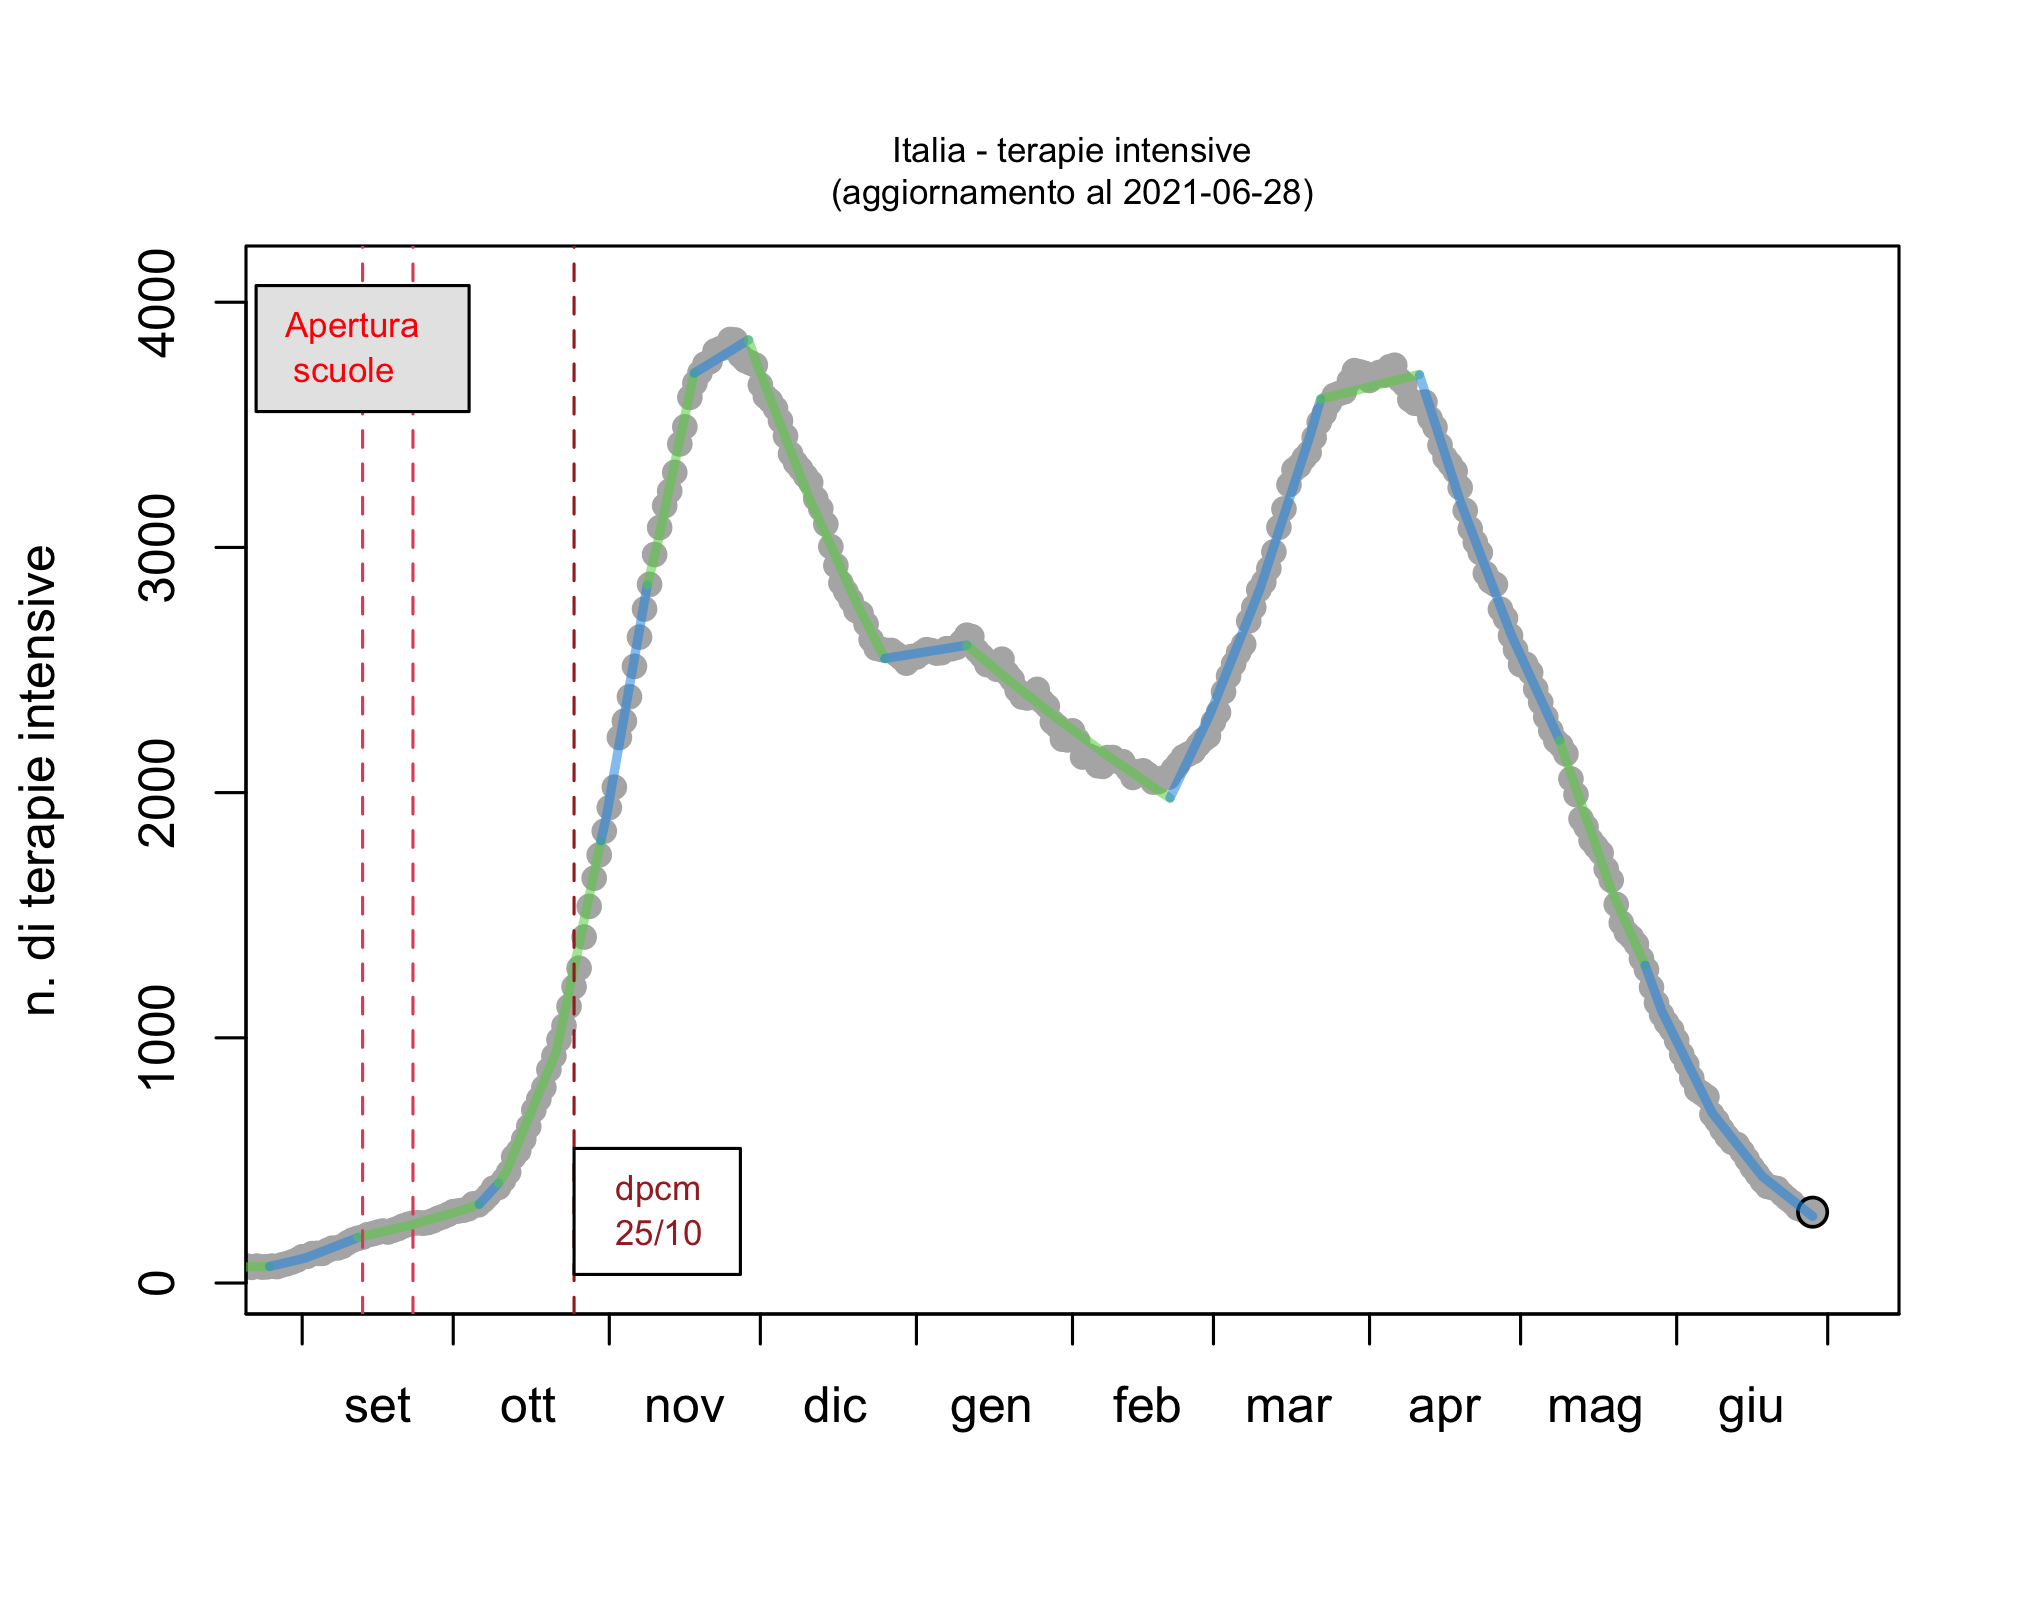 Italia - terapie intensive
(aggiornamento al 2021-06-28)
n. di terapie intensive
4000
3000
2000
1000
0
Apertura
scuole
dpcm
25/10
set ott nov dic gen feb mar apr mag giu